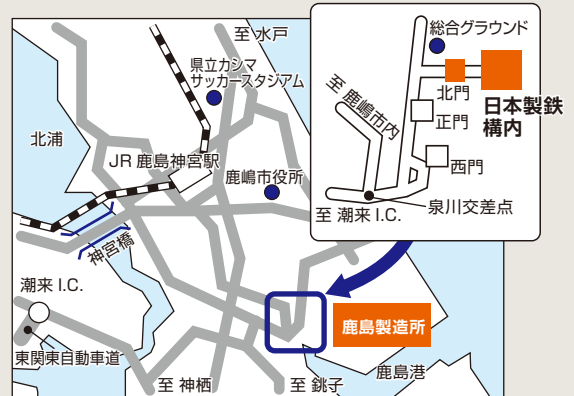 至 水戸
県立カシマ
サッカースタジアム
北浦
JR 鹿島神宮駅
鹿嶋市役所
神宮橋
潮来 I.C.
東関東自動車道
至 神栖
至 銚子
鹿島港
鹿島製造所
総合グラウンド
北門
日本製鉄
構内
正門
西門
至 鹿嶋市内
泉川交差点
至 潮来 I.C.